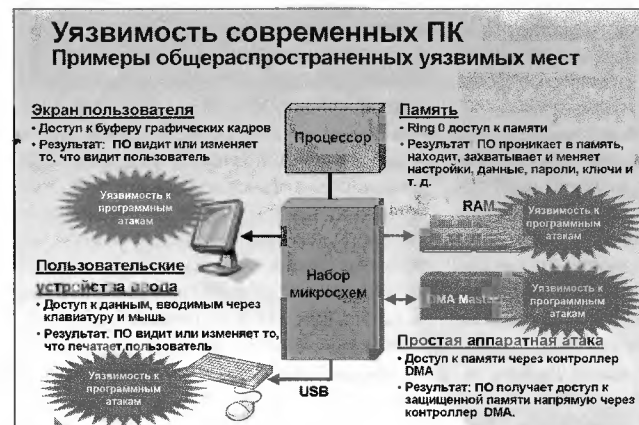 Уязвимость современных ПК
Примеры общераспространенных уязвимых мест
Экран пользователя
• Доступ к буферу графических кадров
• Результат: ПО видит или изменяет
то, что видит пользователь
Уязвимость к
программным
атакам
Процессор
Память
• Ring 0 доступ к памяти
• Результат ПО проникает в память,
находит, захватывает и меняет
настройки, данные, пароли, ключи и
т. д.
RAM
Уязвимость к
программным
атакам
Пользовательские
устройства ввода
• Доступ к данным, вводимым через
клавиатуру и мышь
• Результат. ПО видит или изменяет то,
что печатает пользователь
Набор
микросхем
DMA Master
Уязвимость к
программным
атакам
Уязвимость к
программным
атакам
USB
Простая аппаратная атака
• Доступ к памяти через контроллер
DMA
• Результат: ПО получает доступ к
защищенной памяти напрямую через
контроллер DMA.